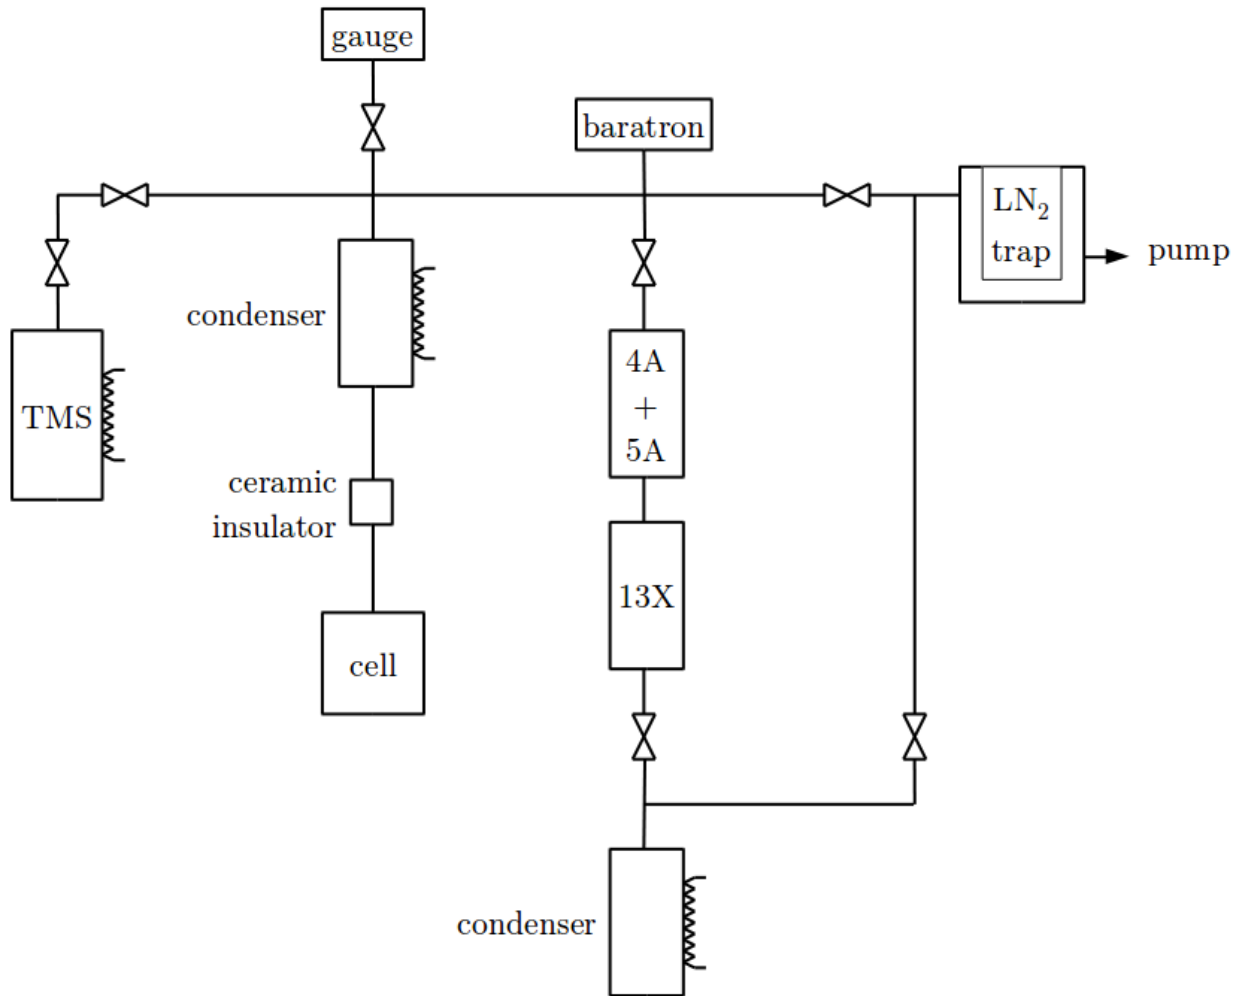 gauge
baratron
LN₂
trap
pump
condenser
4A
+
5A
TMS
ceramic
insulator
13X
cell
condenser